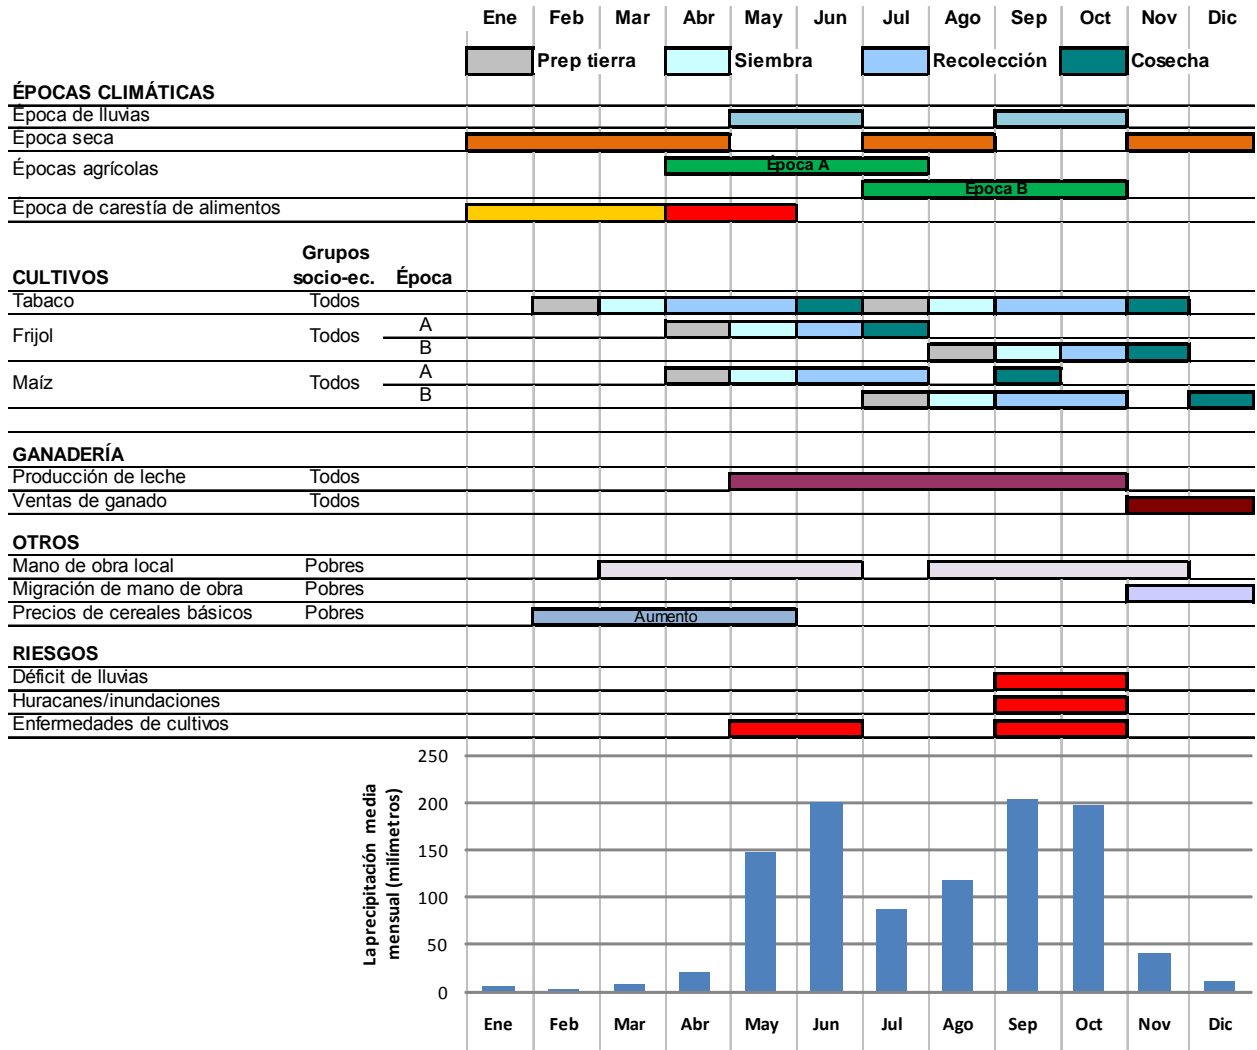 Ene Feb Mar Abr May Jun Jul Ago Sep Oct Nov Dic
Prep tierra Siembra Recolección Cosecha
ÉPOCAS CLIMÁTICAS
Época de lluvias
Época seca
Épocas agrícolas
Época A
Época B
Época de carestía de alimentos
Grupos
CULTIVOS socio-ec. Época
Tabaco Todos
Frijol Todos A
B
Maíz Todos A
B
GANADERÍA
Producción de leche Todos
Ventas de ganado Todos
OTROS
Mano de obra local Pobres
Migración de mano de obra Pobres
Precios de cereales básicos Pobres Aumento
RIESGOS
Déficit de lluvias
Huracanes/inundaciones
Enfermedades de cultivos
La precipitación media
mensual (milímetros)
250
200
150
100
50
0
Ene Feb Mar Abr May Jun Jul Ago Sep Oct Nov Dic